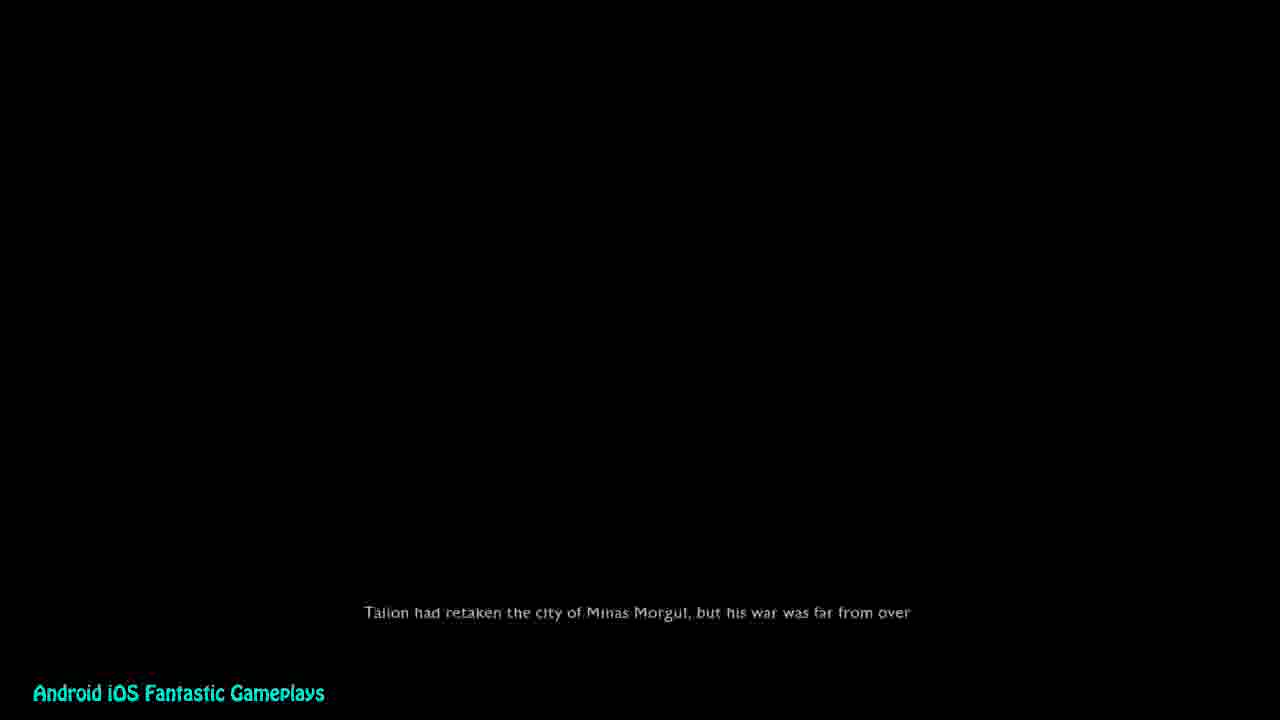 Talion had retaken the city of Minas Morgul, but his war was far from over
Android iOS Fantastic Gameplays